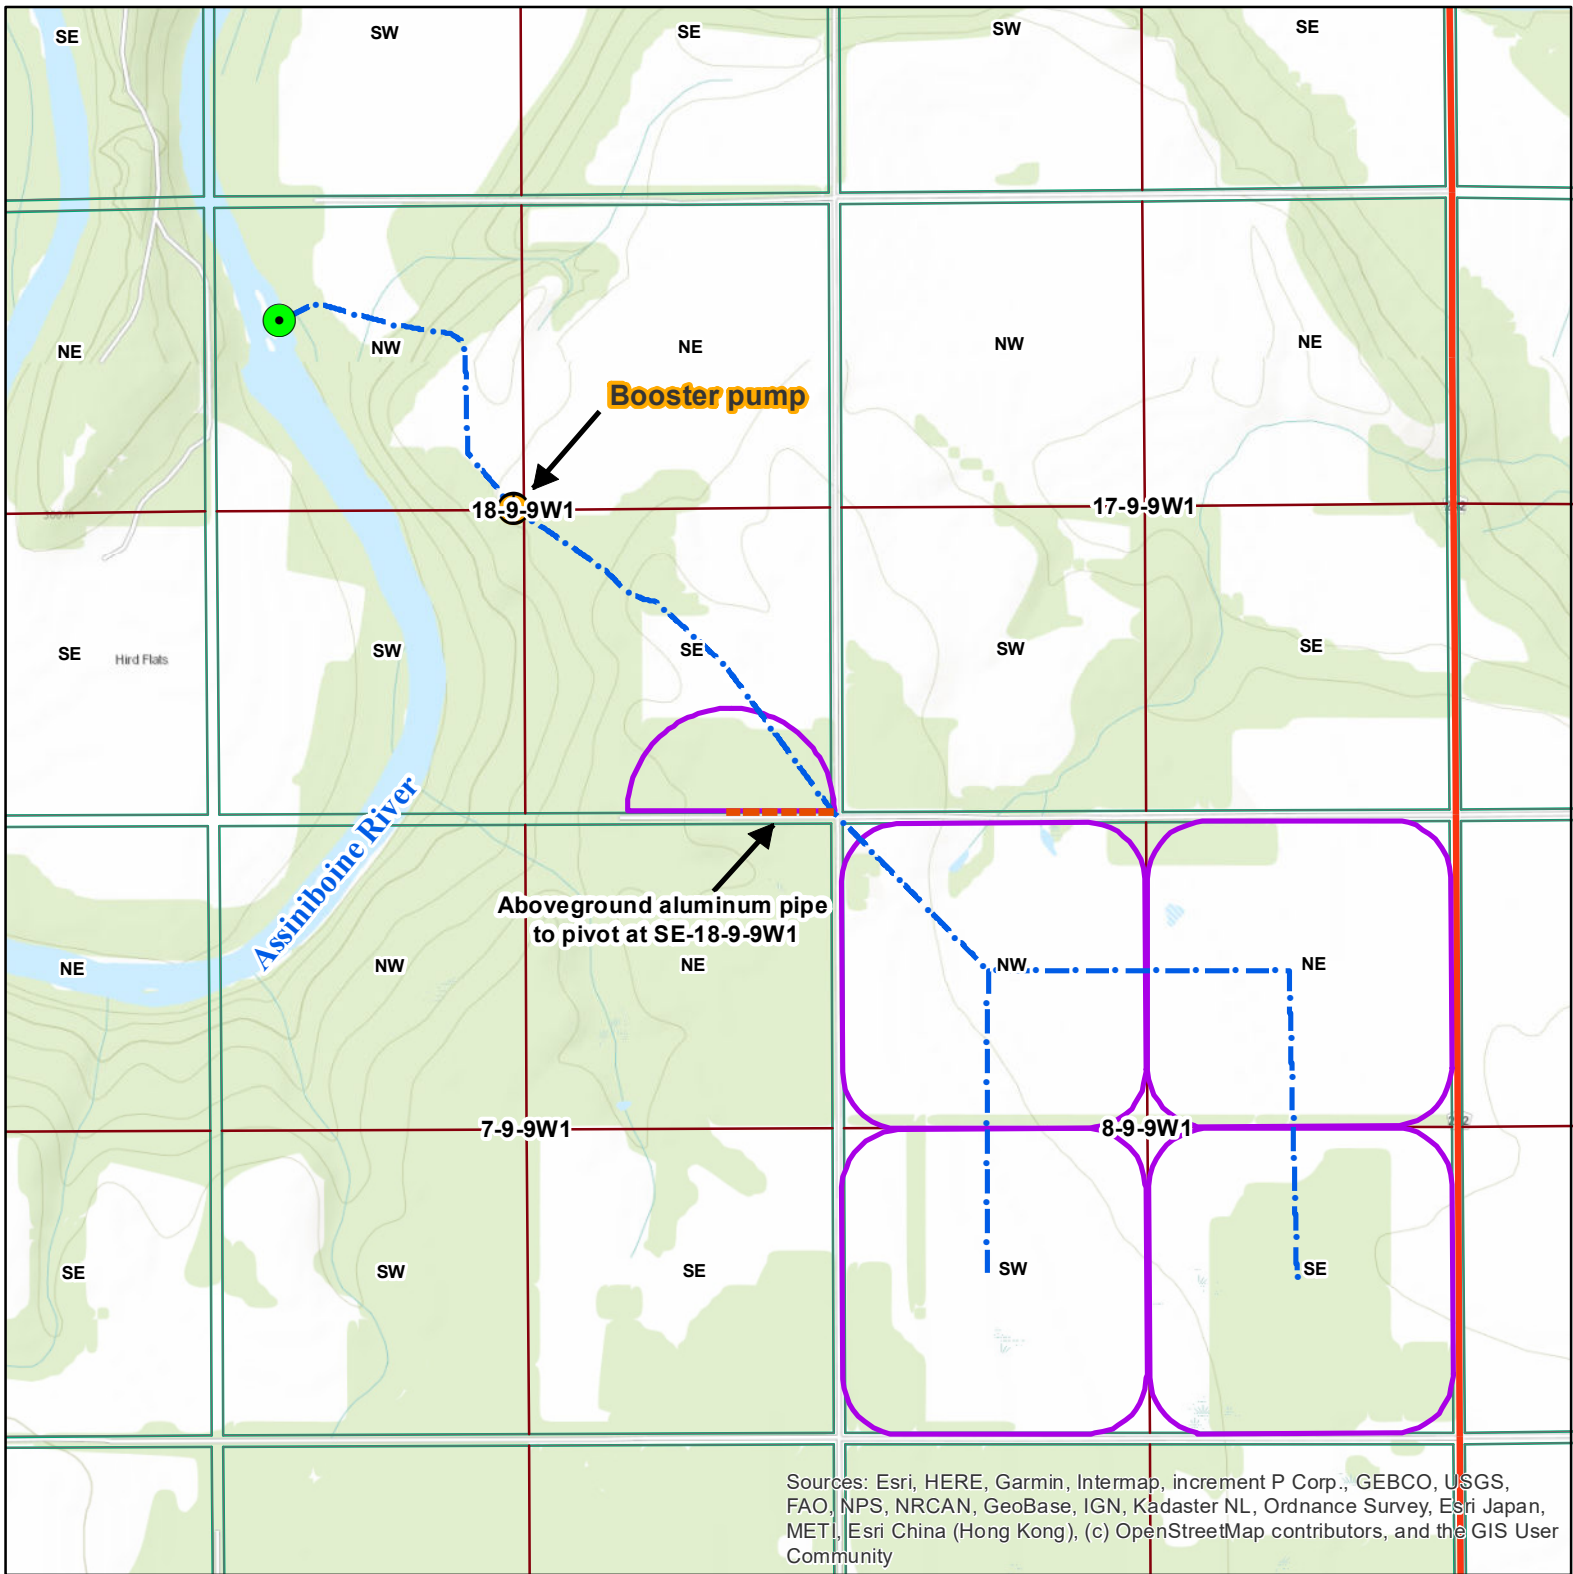 SE
SW
SE
SW
SE
NE
NW
NE
NW
NE
Booster pump
18-9-9W1
17-9-9W1
SE
Hird Flats
SW
SE
SW
SE
Assiniboine River
Aboveground aluminum pipe
to pivot at SE-18-9-9W1
NE
NW
NE
NW
NE
7-9-9W1
8-9-9W1
SE
SW
SE
SW
SE
Sources: Esri, HERE, Garmin, Intermap, increment P Corp., GEBCO, USGS,
FAO, NPS, NRCAN, GeoBase, IGN, Kadaster NL, Ordnance Survey, Esri Japan,
METI, Esri China (Hong Kong), (c) OpenStreetMap contributors, and the GIS User
Community